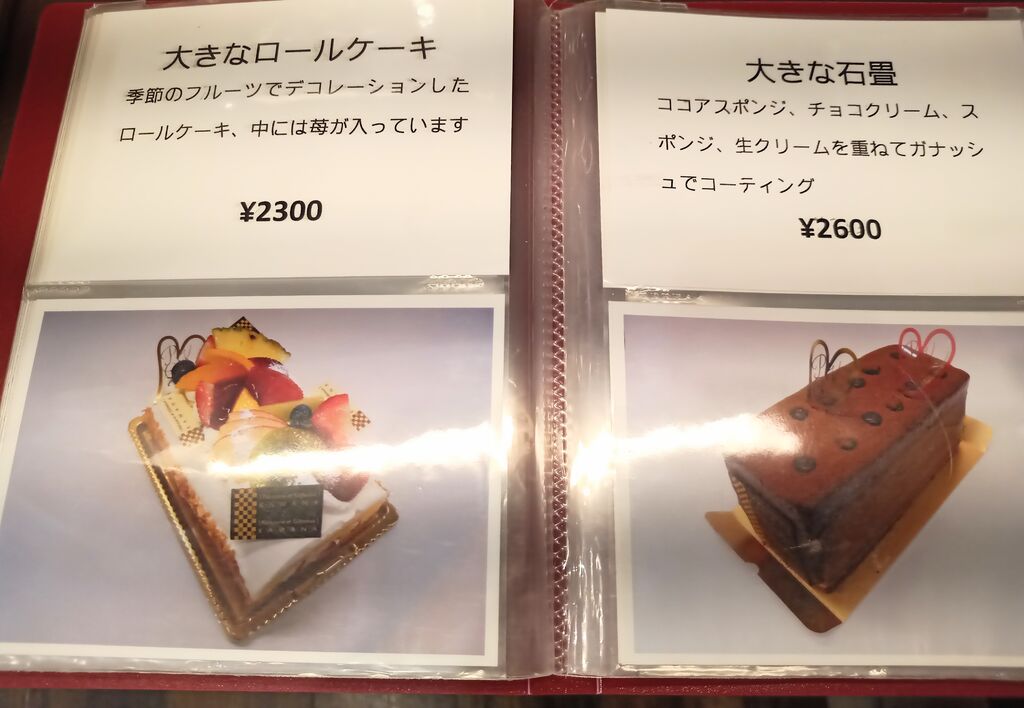 大きなロールケーキ
季節のフルーツでデコレーションした
ロールケーキ、中には苺が入っています
¥2300
大きな石畳
ココアスポンジ、チョコクリーム、ス
ポンジ、生クリームを重ねてガナッシ
ュでコーティング
¥2600